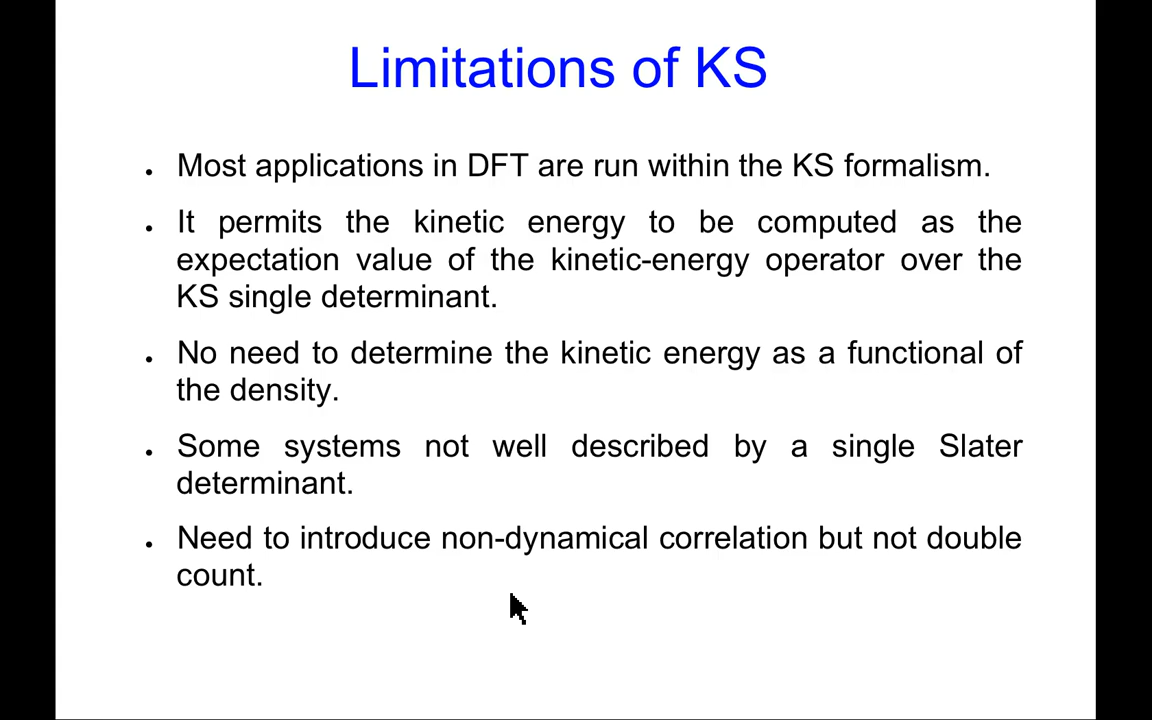 Limitations of KS
• Most applications in DFT are run within the KS formalism.
• It permits the kinetic energy to be computed as the
expectation value of the kinetic-energy operator over the
KS single determinant.
• No need to determine the kinetic energy as a functional of
the density.
• Some systems not well described by a single Slater
determinant.
• Need to introduce non-dynamical correlation but not double
count.